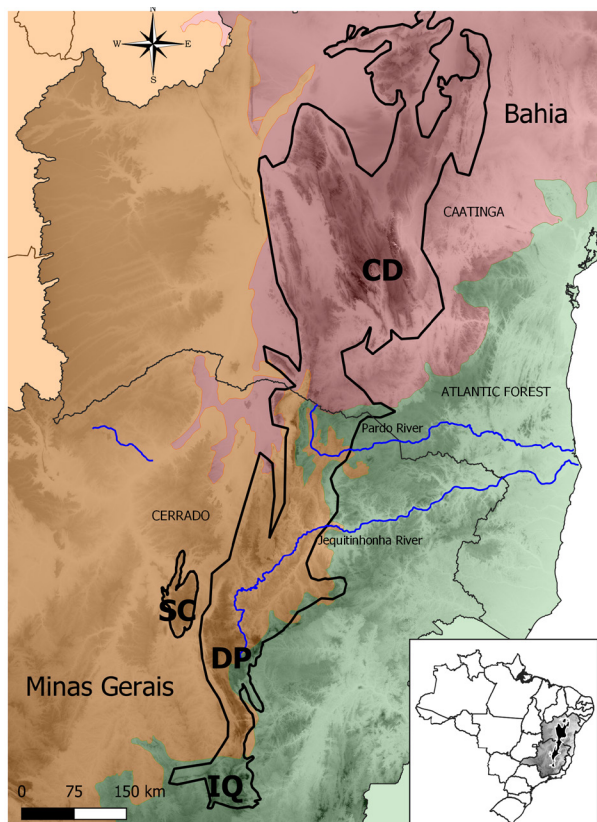 N
W
E
S
Bahia
CAATINGA
CD
ATLANTIC FOREST
Pardo River
CERRADO
Jequitinhonha River
SC
DP
Minas Gerais
IQ
0 75 150 km